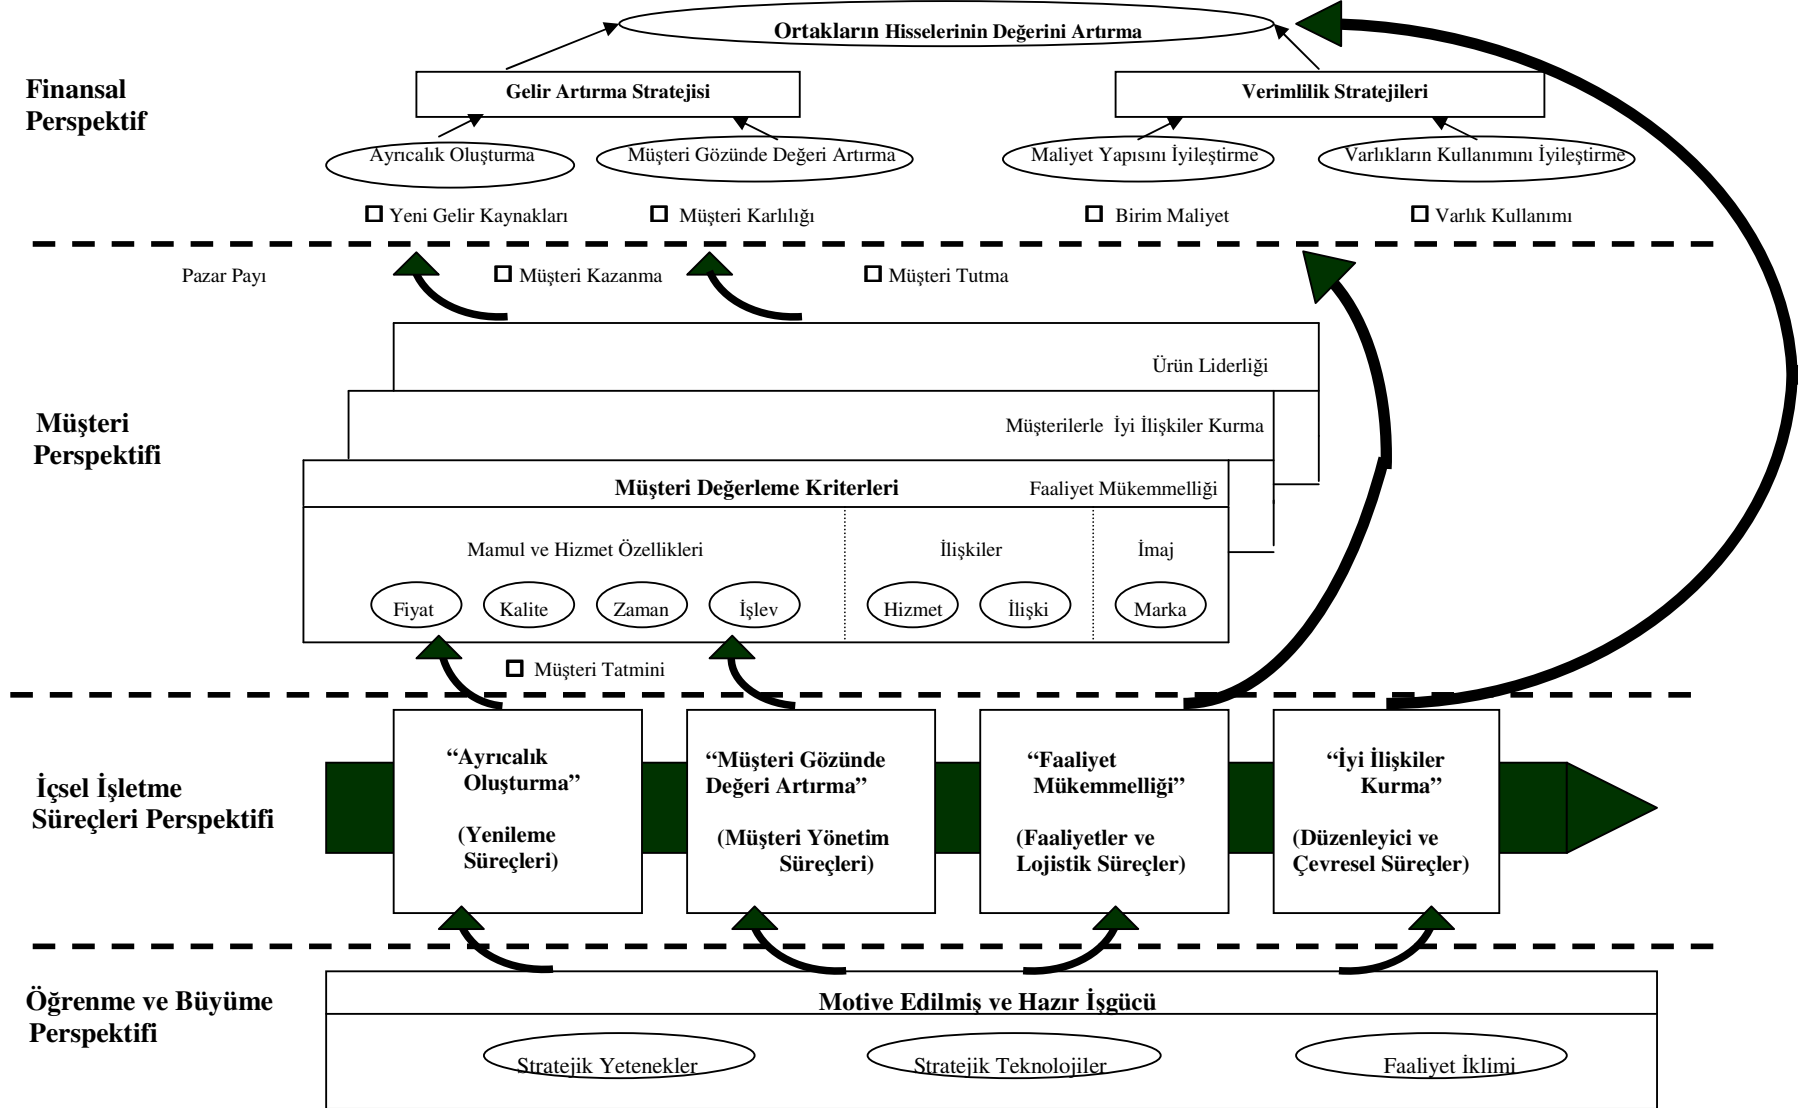 Ortakların Hisselerinin Değerini Artırma
Finansal
Perspektif
Gelir Artırma Stratejisi
Verimlilik Stratejileri
Ayrıcalık Oluşturma
Müşteri Gözünde Değeri Artırma
Maliyet Yapısını İyileştirme
Varlıkların Kullanımını İyileştirme
Yeni Gelir Kaynakları
Müşteri Karlılığı
Birim Maliyet
Varlık Kullanımı
Pazar Payı
Müşteri Kazanma
Müşteri Tutma
Müşteri
Perspektifi
Ürün Liderliği
Müşterilerle İyi İlişkiler Kurma
Müşteri Değerleme Kriterleri
Faaliyet Mükemmelliği
Mamul ve Hizmet Özellikleri
İlişkiler
İmaj
Fiyat
Kalite
Zaman
İşlev
Hizmet
İlişki
Marka
Müşteri Tatmini
İçsel İşletme
Süreçleri Perspektifi
“Ayrıcalık
Oluşturma”
(Yenileme
Süreçleri)
“Müşteri Gözünde
Değeri Artırma”
(Müşteri Yönetim
Süreçleri)
“Faaliyet
Mükemmelliği”
(Faaliyetler ve
Lojistik Süreçler)
“İyi İlişkiler
Kurma”
(Düzenleyici ve
Çevresel Süreçler)
Öğrenme ve Büyüme
Perspektifi
Motive Edilmiş ve Hazır İşgücü
Stratejik Yetenekler
Stratejik Teknolojiler
Faaliyet İklimi